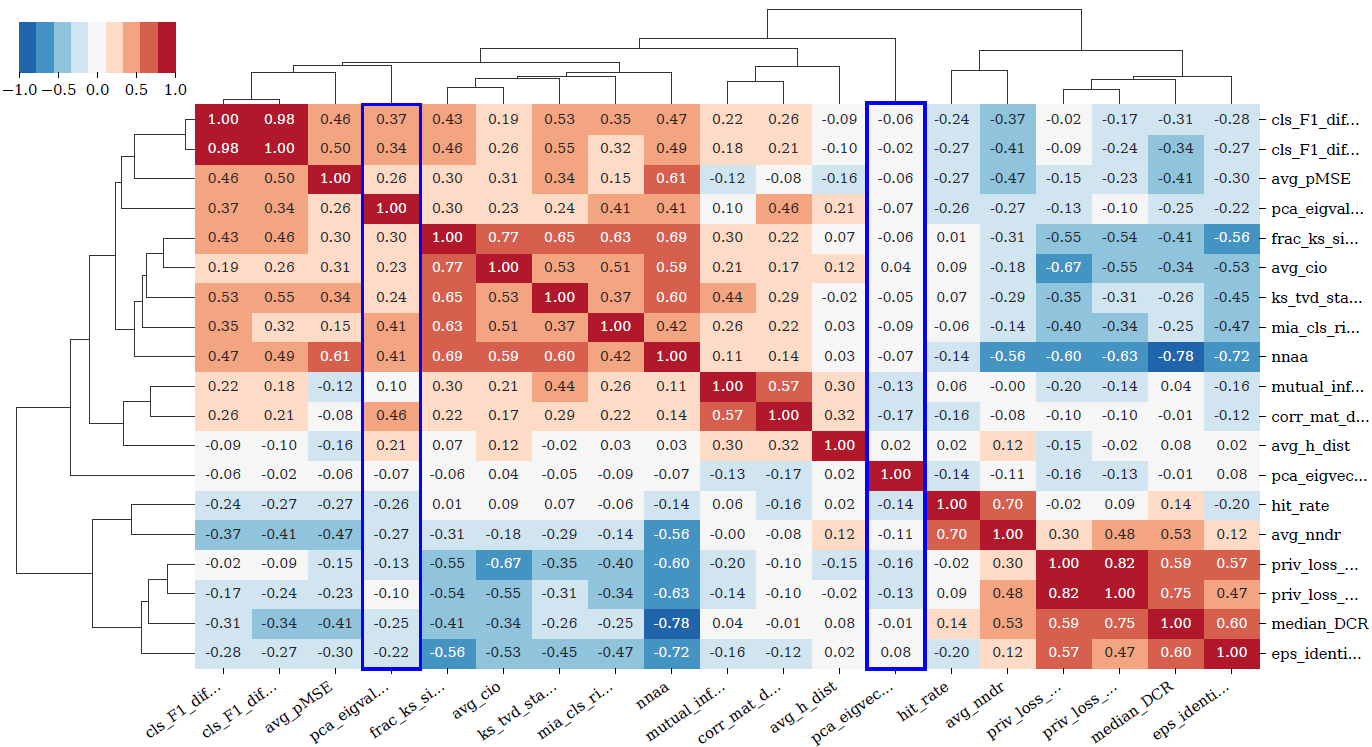 −1.0 −0.5 0.0 0.5 1.0
1.00 0.98 0.46 0.37 0.43 0.19 0.53 0.35 0.47 0.22 0.26 -0.09 -0.06 -0.24 -0.37 -0.02 -0.17 -0.31 -0.28 cls_F1_dif...
0.98 1.00 0.50 0.34 0.46 0.26 0.55 0.32 0.49 0.18 0.21 -0.10 -0.02 -0.27 -0.41 -0.09 -0.24 -0.34 -0.27 cls_F1_dif...
0.46 0.50 1.00 0.26 0.30 0.31 0.34 0.15 0.61 -0.12 -0.08 -0.16 -0.06 -0.27 -0.47 -0.15 -0.23 -0.41 -0.30 avg_pMSE
0.37 0.34 0.26 1.00 0.30 0.23 0.24 0.41 0.41 0.10 0.46 0.21 -0.07 -0.26 -0.27 -0.13 -0.10 -0.25 -0.22 pca_eigval...
0.43 0.46 0.30 0.30 1.00 0.77 0.65 0.63 0.69 0.30 0.22 0.07 -0.06 0.01 -0.31 -0.55 -0.54 -0.41 -0.56 frac_ks_si...
0.19 0.26 0.31 0.23 0.77 1.00 0.53 0.51 0.59 0.21 0.17 0.12 0.04 0.09 -0.18 -0.67 -0.55 -0.34 -0.53 avg_cio
0.53 0.55 0.34 0.24 0.65 0.53 1.00 0.37 0.60 0.44 0.29 -0.02 -0.05 0.07 -0.29 -0.35 -0.31 -0.26 -0.45 ks_tvd_sta...
0.35 0.32 0.15 0.41 0.63 0.51 0.37 1.00 0.42 0.26 0.22 0.03 -0.09 -0.06 -0.14 -0.40 -0.34 -0.25 -0.47 mia_cls_ri...
0.47 0.49 0.61 0.41 0.69 0.59 0.60 0.42 1.00 0.11 0.14 0.03 -0.07 -0.14 -0.56 -0.60 -0.63 -0.78 -0.72 nnaa
0.22 0.18 -0.12 0.10 0.30 0.21 0.44 0.26 0.11 1.00 0.57 0.30 -0.13 0.06 -0.00 -0.20 -0.14 0.04 -0.16 mutual_inf...
0.26 0.21 -0.08 0.46 0.22 0.17 0.29 0.22 0.14 0.57 1.00 0.32 -0.17 -0.16 -0.08 -0.10 -0.10 -0.01 -0.12 corr_mat_d...
-0.09 -0.10 -0.16 0.21 0.07 0.12 -0.02 0.03 0.03 0.30 0.32 1.00 0.02 0.02 0.12 -0.15 -0.02 0.08 0.02 avg_h_dist
-0.06 -0.02 -0.06 -0.07 -0.06 0.04 -0.05 -0.09 -0.07 -0.13 -0.17 0.02 1.00 -0.14 -0.11 -0.16 -0.13 -0.01 0.08 pca_eigvec...
-0.24 -0.27 -0.27 -0.26 0.01 0.09 0.07 -0.06 -0.14 0.06 -0.16 0.02 -0.14 1.00 0.70 -0.02 0.09 0.14 -0.20 hit_rate
-0.37 -0.41 -0.47 -0.27 -0.31 -0.18 -0.29 -0.14 -0.56 -0.00 -0.08 0.12 -0.11 0.70 1.00 0.30 0.48 0.53 0.12 avg_nndr
-0.02 -0.09 -0.15 -0.13 -0.55 -0.67 -0.35 -0.40 -0.60 -0.20 -0.10 -0.15 -0.16 -0.02 0.30 1.00 0.82 0.59 0.57 priv_loss_...
-0.17 -0.24 -0.23 -0.10 -0.54 -0.55 -0.31 -0.34 -0.63 -0.14 -0.10 -0.02 -0.13 0.09 0.48 0.82 1.00 0.75 0.47 priv_loss_...
-0.31 -0.34 -0.41 -0.25 -0.41 -0.34 -0.26 -0.25 -0.78 0.04 -0.01 0.08 -0.01 0.14 0.53 0.59 0.75 1.00 0.60 median_DCR
-0.28 -0.27 -0.30 -0.22 -0.56 -0.53 -0.45 -0.47 -0.72 -0.16 -0.12 0.02 0.08 -0.20 0.12 0.57 0.47 0.60 1.00 eps_identi...
cls_F1_dif... cls_F1_dif... avg_pMSE pca_eigval... frac_ks_si... avg_cio ks_tvd_sta... mia_cls_ri... nnaa mutual_inf... corr_mat_d... avg_h_dist pca_eigvec... hit_rate avg_nndr priv_loss_... priv_loss_... median_DCR eps_identi...